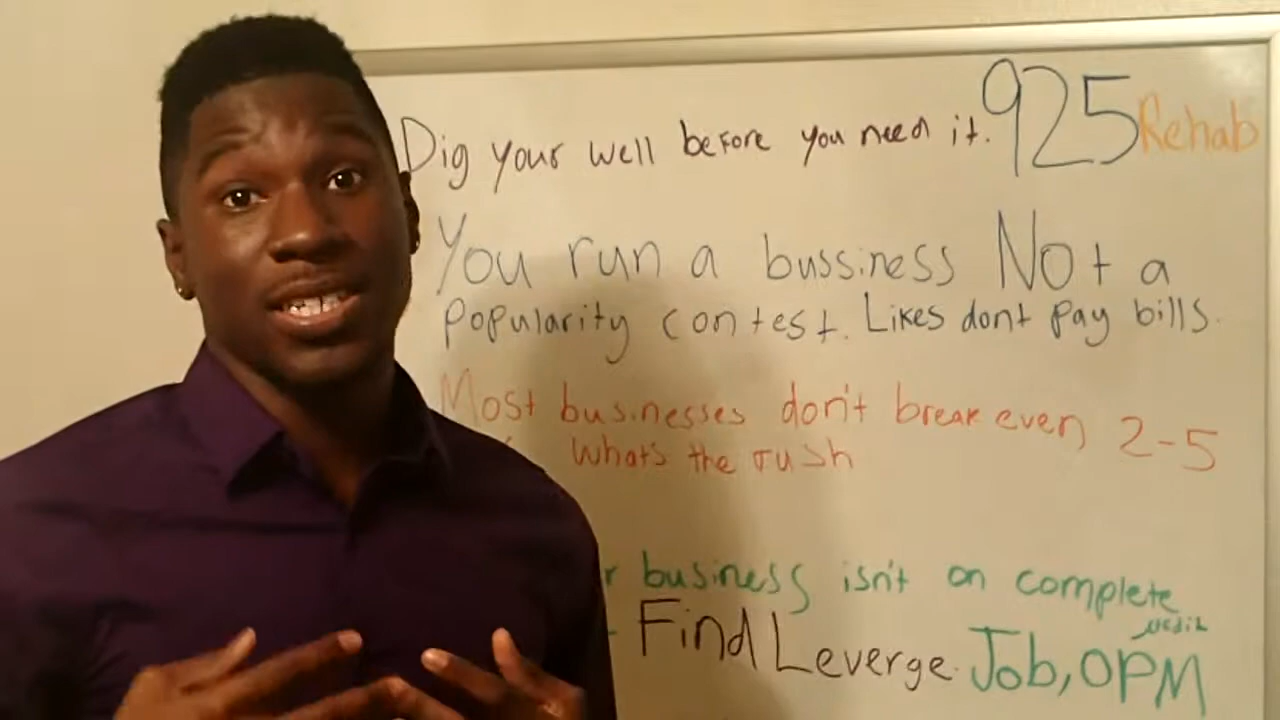 Dig your well before you need it. 925 Rehab
You run a bussiness Not a
popularity contest. Likes dont pay bills.
Most businesses don't break even 2-5
What's the rush
r business isn't on complete
Find Leverge. Job, OPM